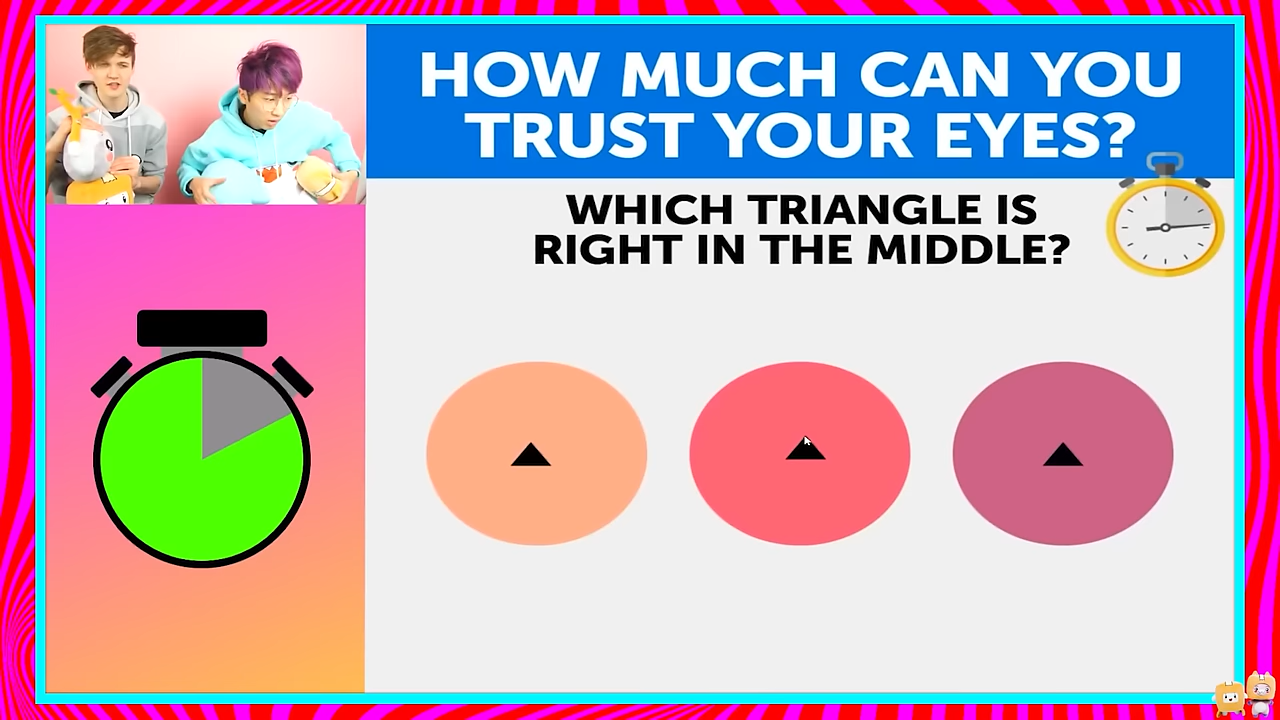 HOW MUCH CAN YOU
TRUST YOUR EYES?
WHICH TRIANGLE IS
RIGHT IN THE MIDDLE?